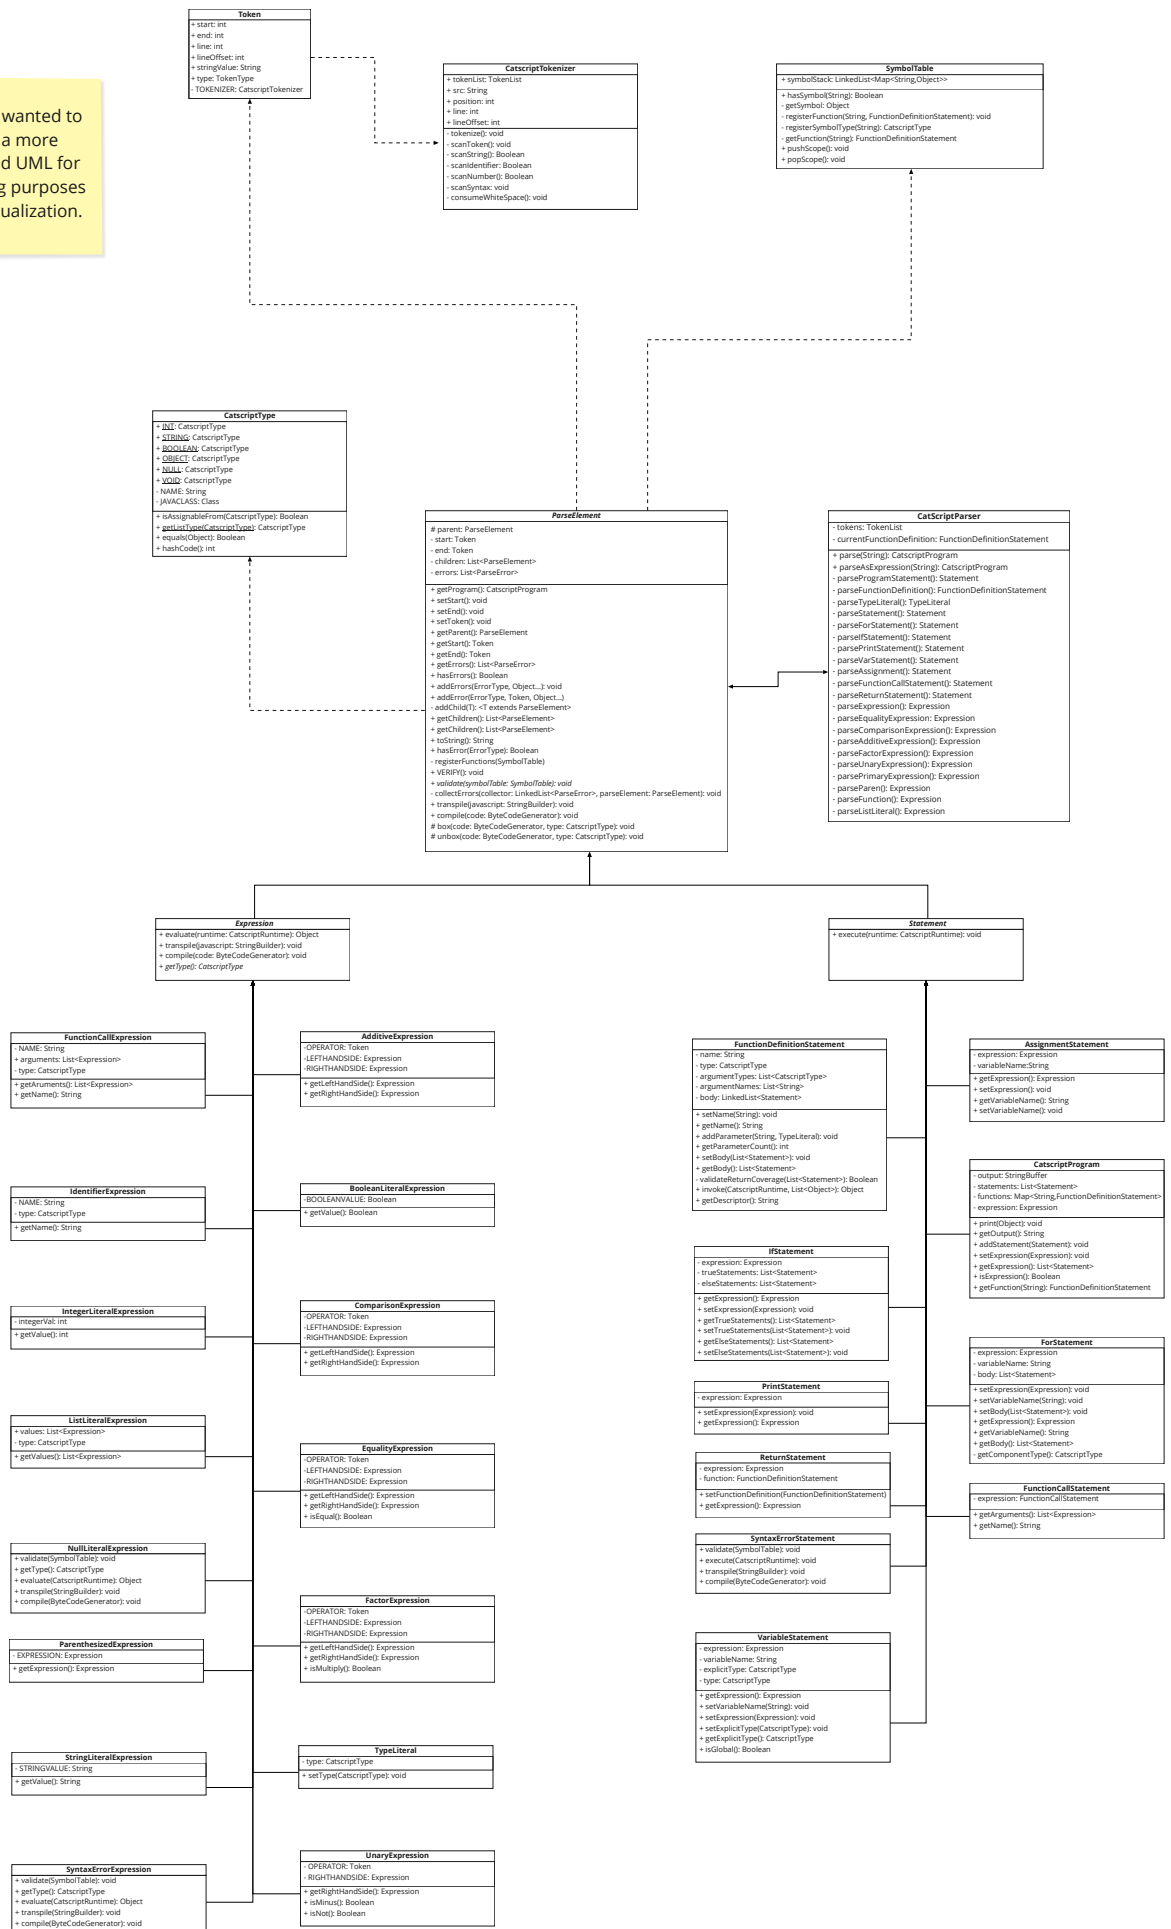 Token
+ start: int
+ end: int
+ line: int
+ lineOffset: int
+ stringValue: String
+ type: TokenType
- TOKENIZER: CatscriptTokenizer
CatscriptTokenizer
+ tokenList: TokenList
+ src: String
+ position: int
+ line: int
+ lineOffset: int
- tokenize(): void
- scanToken(): void
- scanString(): Boolean
- scanIdentifier: Boolean
- scanNumber(): Boolean
- scanSyntax: void
- consumeWhiteSpace(): void
SymbolTable
+ symbolStack: LinkedList<Map<String,Object>>
+ hasSymbol(String): Boolean
- getSymbol: Object
- registerFunction(String, FunctionDefinitionStatement): void
- registerSymbolType(String): CatscriptType
- getFunction(String): FunctionDefinitionStatement
+ pushScope(): void
+ popScope(): void
wanted to
a more
d UML for
g purposes
ualization.
CatscriptType
+ INT: CatscriptType
+ STRING: CatscriptType
+ BOOLEAN: CatscriptType
+ OBJECT: CatscriptType
+ NULL: CatscriptType
+ VOID: CatscriptType
- NAME: String
- JAVACLASS: Class
+ isAssignableFrom(CatscriptType): Boolean
+ getListType(CatscriptType): CatscriptType
+ equals(Object): Boolean
+ hashCode(): int
ParseElement
# parent: ParseElement
- start: Token
- end: Token
- children: List<ParseElement>
- errors: List<ParseError>
+ getProgram(): CatscriptProgram
+ setStart(): void
+ setEnd(): void
+ setToken(): void
+ getParent(): ParseElement
+ getStart(): Token
+ getEnd(): Token
+ getErrors(): List<ParseError>
+ hasErrors(): Boolean
+ addErrors(ErrorType, Object...): void
+ addError(ErrorType, Token, Object...)
- addChild(T): <T extends ParseElement>
+ getChildren(): List<ParseElement>
+ getChildren(): List<ParseElement>
+ toString(): String
+ hasError(ErrorType): Boolean
- registerFunctions(SymbolTable)
+ VERIFY(): void
+ validate(symbolTable: SymbolTable): void
- collectErrors(collector: LinkedList<ParseError>, parseElement: ParseElement): void
+ transpile(javascript: StringBuilder): void
+ compile(code: ByteCodeGenerator): void
# box(code: ByteCodeGenerator, type: CatscriptType): void
# unbox(code: ByteCodeGenerator, type: CatscriptType): void
CatScriptParser
- tokens: TokenList
- currentFunctionDefinition: FunctionDefinitionStatement
+ parse(String): CatscriptProgram
+ parseAsExpression(String): CatscriptProgram
- parseProgramStatement(): Statement
- parseFunctionDefinition(): FunctionDefinitionStatement
- parseTypeLiteral(): TypeLiteral
- parseStatement(): Statement
- parseForStatement(): Statement
- parseIfStatement(): Statement
- parsePrintStatement(): Statement
- parseVarStatement(): Statement
- parseAssignment(): Statement
- parseFunctionCallStatement(): Statement
- parseReturnStatement(): Statement
- parseExpression(): Expression
- parseEqualityExpression: Expression
- parseComparisonExpression(): Expression
- parseAdditiveExpression(): Expression
- parseFactorExpression(): Expression
- parseUnaryExpression(): Expression
- parsePrimaryExpression(): Expression
- parseParen(): Expression
- parseFunction(): Expression
- parseListLiteral(): Expression
Expression
+ evaluate(runtime: CatscriptRuntime): Object
+ transpile(javascript: StringBuilder): void
+ compile(code: ByteCodeGenerator): void
+ getType(): CatscriptType
Statement
+ execute(runtime: CatscriptRuntime): void
FunctionCallExpression
- NAME: String
+ arguments: List<Expression>
- type: CatscriptType
+ getAruments(): List<Expression>
+ getName(): String
AdditiveExpression
-OPERATOR: Token
-LEFTHANDSIDE: Expression
-RIGHTHANDSIDE: Expression
+ getLeftHandSide(): Expression
+ getRightHandSide(): Expression
IdentifierExpression
- NAME: String
- type: CatscriptType
+ getName(): String
BooleanLiteralExpression
-BOOLEANVALUE: Boolean
+ getValue(): Boolean
IntegerLiteralExpression
- integerVal: int
+ getValue(): int
ComparisonExpression
-OPERATOR: Token
-LEFTHANDSIDE: Expression
-RIGHTHANDSIDE: Expression
+ getLeftHandSide(): Expression
+ getRightHandSide(): Expression
ListLiteralExpression
+ values: List<Expression>
- type: CatscriptType
+ getValues(): List<Expression>
EqualityExpression
-OPERATOR: Token
-LEFTHANDSIDE: Expression
-RIGHTHANDSIDE: Expression
+ getLeftHandSide(): Expression
+ getRightHandSide(): Expression
+ isEqual(): Boolean
NullLiteralExpression
+ validate(SymbolTable): void
+ getType(): CatscriptType
+ evaluate(CatscriptRuntime): Object
+ transpile(StringBuilder): void
+ compile(ByteCodeGenerator): void
FactorExpression
-OPERATOR: Token
-LEFTHANDSIDE: Expression
-RIGHTHANDSIDE: Expression
+ getLeftHandSide(): Expression
+ getRightHandSide(): Expression
+ isMultiply(): Boolean
ParenthesizedExpression
- EXPRESSION: Expression
+ getExpression(): Expression
StringLiteralExpression
- STRINGVALUE: String
+ getValue(): String
TypeLiteral
- type: CatscriptType
+ setType(CatscriptType): void
SyntaxErrorExpression
+ validate(SymbolTable): void
+ getType(): CatscriptType
+ evaluate(CatscriptRuntime): Object
+ transpile(StringBuilder): void
+ compile(ByteCodeGenerator): void
UnaryExpression
- OPERATOR: Token
- RIGHTHANDSIDE: Expression
+ getRightHandSide(): Expression
+ isMinus(): Boolean
+ isNot(): Boolean
FunctionDefinitionStatement
- name: String
- type: CatscriptType
- argumentTypes: List<CatscriptType>
- argumentNames: List<String>
- body: LinkedList<Statement>
+ setName(String): void
+ getName(): String
+ addParameter(String, TypeLiteral): void
+ getParameterCount(): int
+ setBody(List<Statement>): void
+ getBody(): List<Statement>
- validateReturnCoverage(List<Statement>): Boolean
+ invoke(CatscriptRuntime, List<Object>): Object
+ getDescriptor(): String
AssignmentStatement
- expression: Expression
- variableName:String
+ getExpression(): Expression
+ setExpression(): void
+ getVariableName(): String
+ setVariableName(): void
CatscriptProgram
- output: StringBuffer
- statements: List<Statement>
- functions: Map<String,FunctionDefinitionStatement>
- expression: Expression
+ print(Object): void
+ getOutput(): String
+ addStatement(Statement): void
+ setExpression(Expression): void
+ getExpression(): List<Statement>
+ isExpression(): Boolean
+ getFunction(String): FunctionDefinitionStatement
IfStatement
- expression: Expression
- trueStatements: List<Statement>
- elseStatements: List<Statement>
+ getExpression(): Expression
+ setExpression(Expression): void
+ getTrueStatements(): List<Statement>
+ setTrueStatements(List<Statement>): void
+ getElseStatements(): List<Statement>
+ setElseStatements(List<Statement>): void
ForStatement
- expression: Expression
- variableName: String
- body: List<Statement>
+ setExpression(Expression): void
+ setVariableName(String): void
+ setBody(List<Statement>): void
+ getExpression(): Expression
+ getVariableName(): String
+ getBody(): List<Statement>
- getComponentType(): CatscriptType
PrintStatement
- expression: Expression
+ setExpression(Expression): void
+ getExpression(): Expression
ReturnStatement
- expression: Expression
- function: FunctionDefinitionStatement
+ setFunctionDefinition(FunctionDefinitionStatement)
+ getExpression(): Expression
FunctionCallStatement
- expression: FunctionCallStatement
+ getArguments(): List<Expression>
+ getName(): String
SyntaxErrorStatement
+ validate(SymbolTable): void
+ execute(CatscriptRuntime): void
+ transpile(StringBuilder): void
+ compile(ByteCodeGenerator): void
VariableStatement
- expression: Expression
- variableName: String
- explicitType: CatscriptType
- type: CatscriptType
+ getExpression(): Expression
+ setVariableName(String): void
+ setExpression(Expression): void
+ setExplicitType(CatscriptType): void
+ getExplicitType(): CatscriptType
+ isGlobal(): Boolean